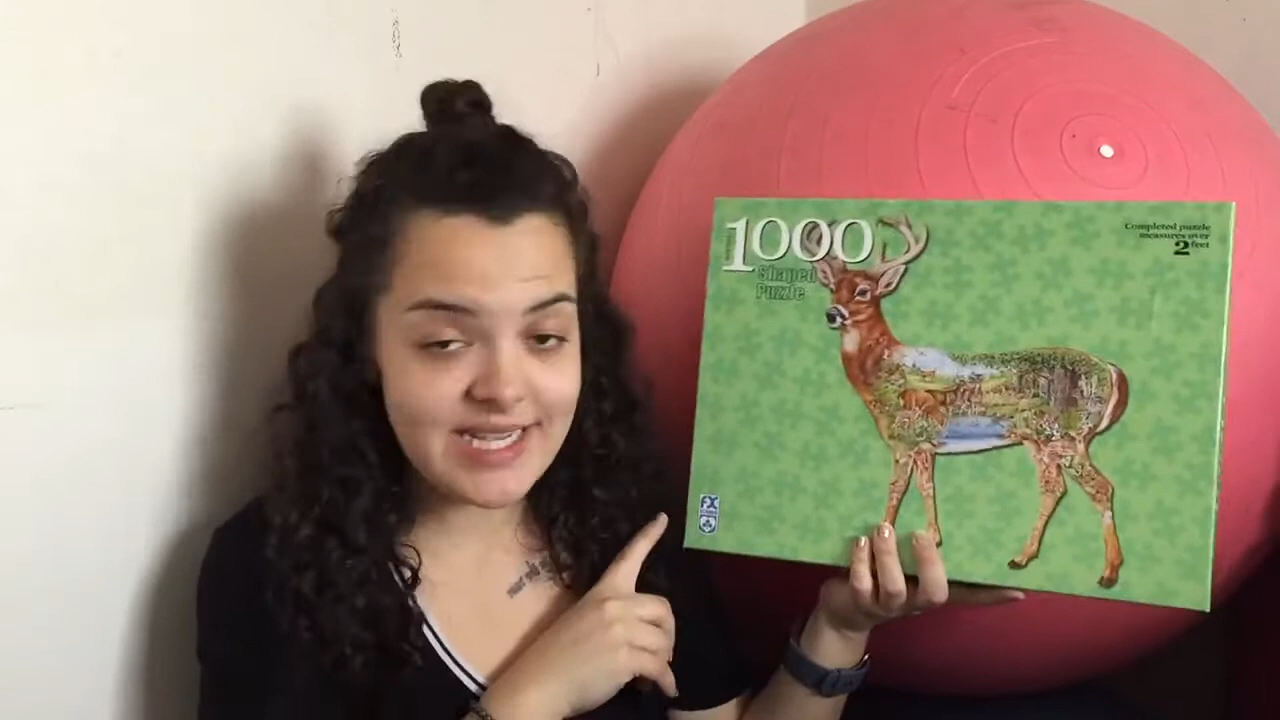 1000
Shaped
Puzzle
Completed puzzle
measures over
2 feet
FX